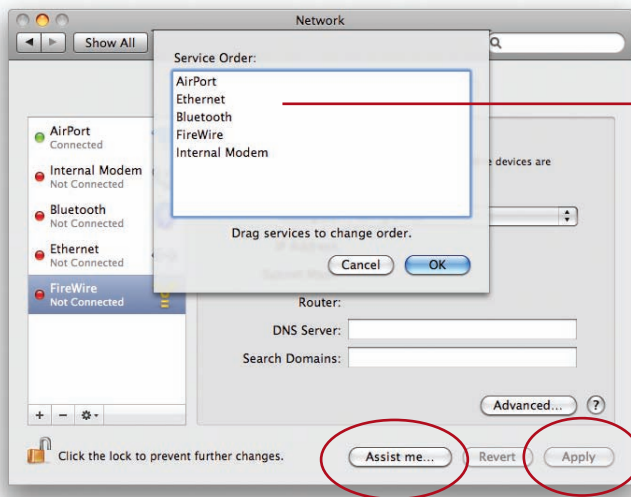 Network
Show All
Service Order:
AirPort
Ethernet
Bluetooth
FireWire
Internal Modem
Drag services to change order.
Cancel
OK
AirPort
Connected
Internal Modem
Not Connected
Bluetooth
Not Connected
Ethernet
Not Connected
FireWire
Not Connected
devices are
Router:
DNS Server:
Search Domains:
Advanced...
?
+ −
Click the lock to prevent further changes.
Assist me...
Revert
Apply